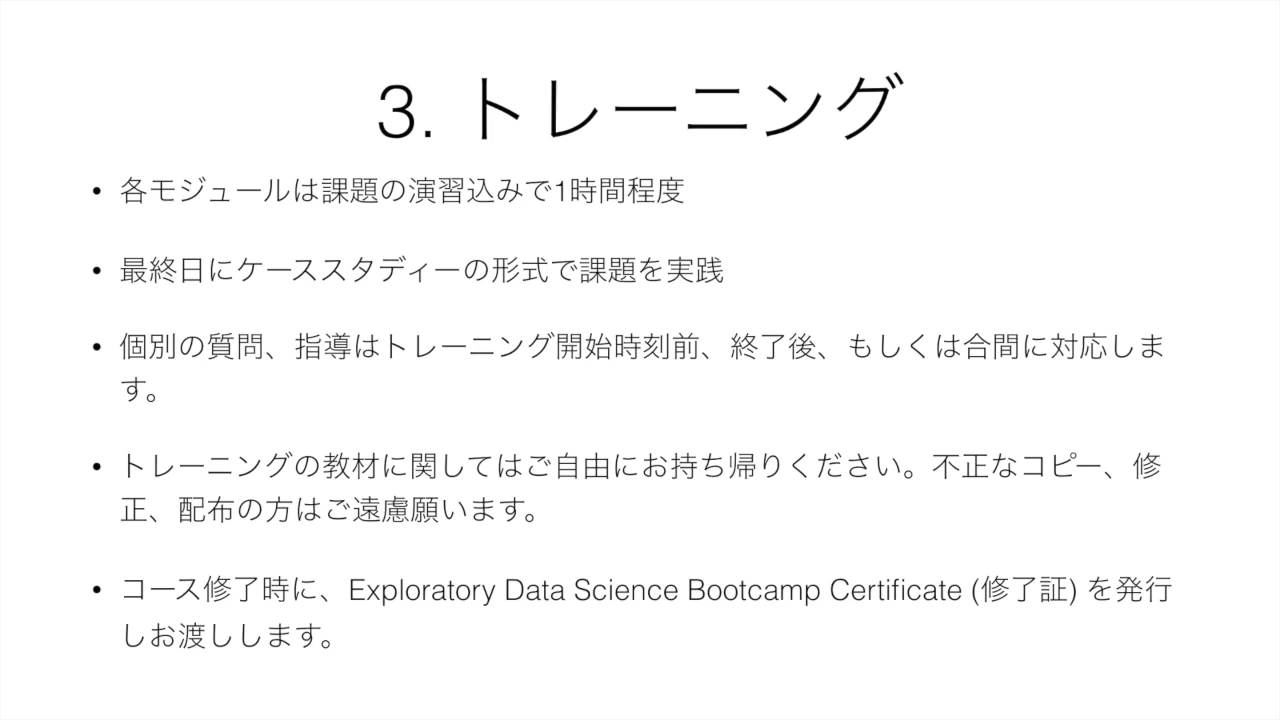 3. トレーニング
• 各モジュールは課題の演習込みで1時間程度
• 最終日にケーススタディーの形式で課題を実践
• 個別の質問、指導はトレーニング開始時刻前、終了後、もしくは合間に対応しま
す。
• トレーニングの教材に関してはご自由にお持ち帰りください。不正なコピー、修
正、配布の方はご遠慮願います。
• コース修了時に、Exploratory Data Science Bootcamp Certificate (修了証) を発行
しお渡しします。